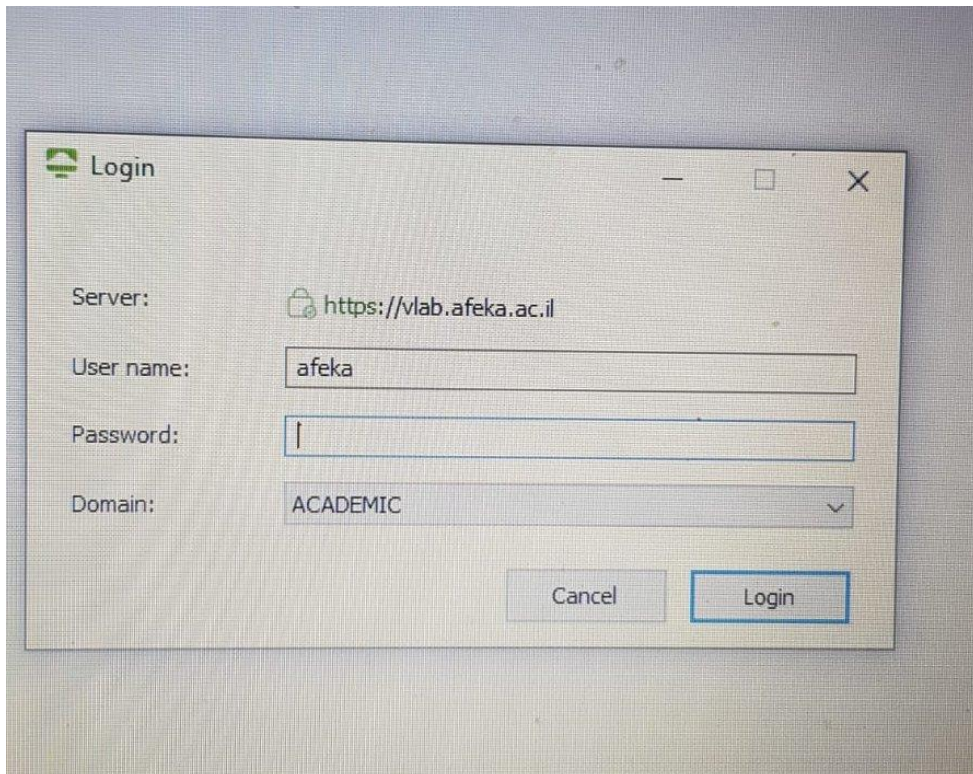 Login
Server: https://vlab.afeka.ac.il
User name: afeka
Password:
Domain: ACADEMIC
Cancel Login